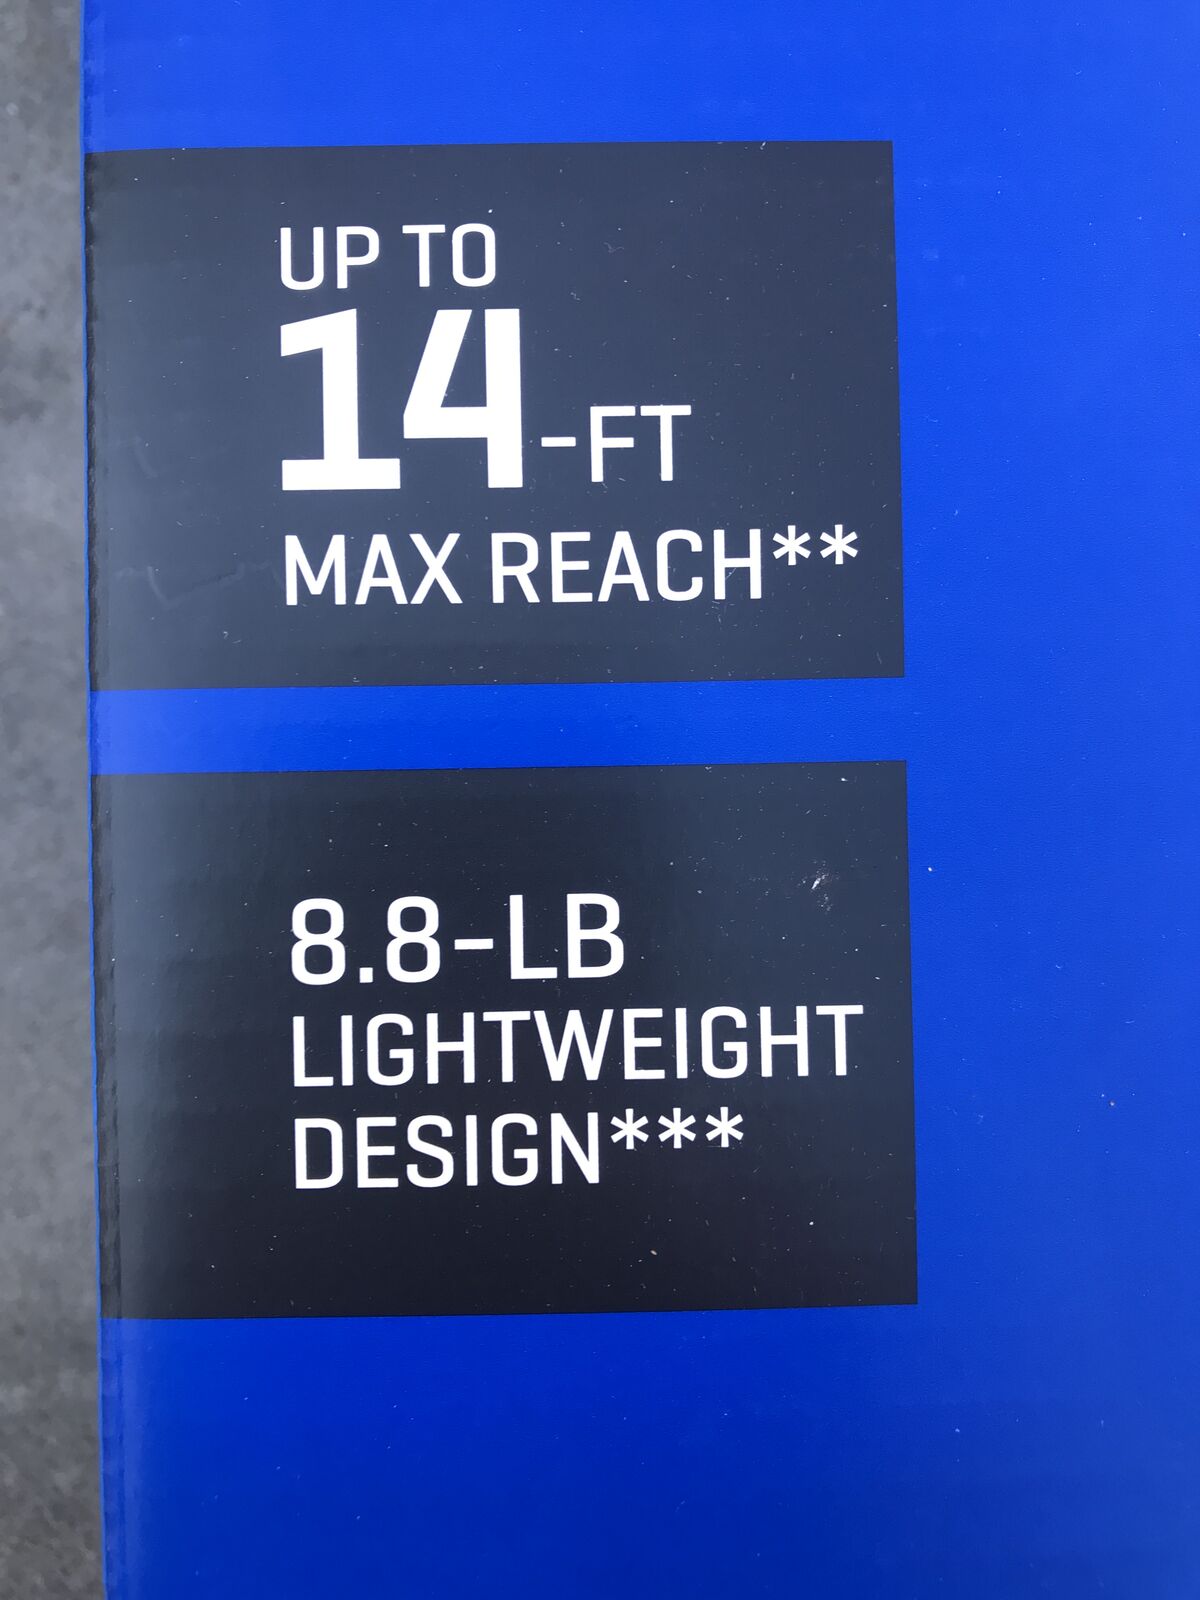 UP TO
14-FT
MAX REACH**
8.8-LB
LIGHTWEIGHT
DESIGN***